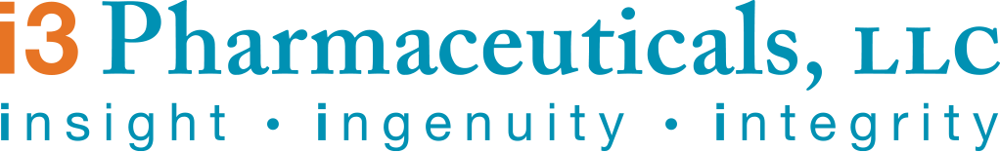 i3 Pharmaceuticals, LLC
insight • ingenuity • integrity